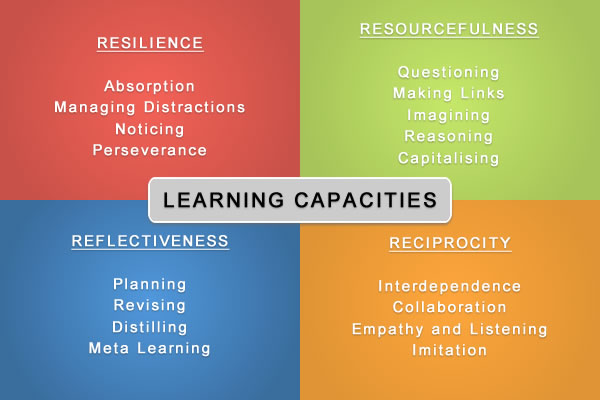 RESILIENCE
Absorption
Managing Distractions
Noticing
Perseverance
RESOURCEFULNESS
Questioning
Making Links
Imagining
Reasoning
Capitalising
LEARNING CAPACITIES
REFLECTIVENESS
Planning
Revising
Distilling
Meta Learning
RECIPROCITY
Interdependence
Collaboration
Empathy and Listening
Imitation